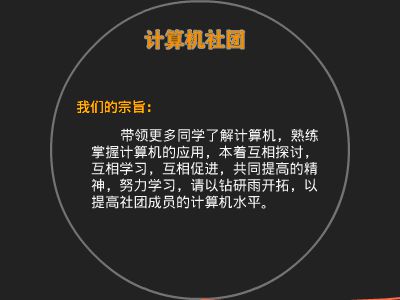 计算机社团
我们的宗旨：
带领更多同学了解计算机，熟练
掌握计算机的应用，本着互相探讨，
互相学习，互相促进，共同提高的精
神，努力学习，请以钻研雨开拓，以
提高社团成员的计算机水平。